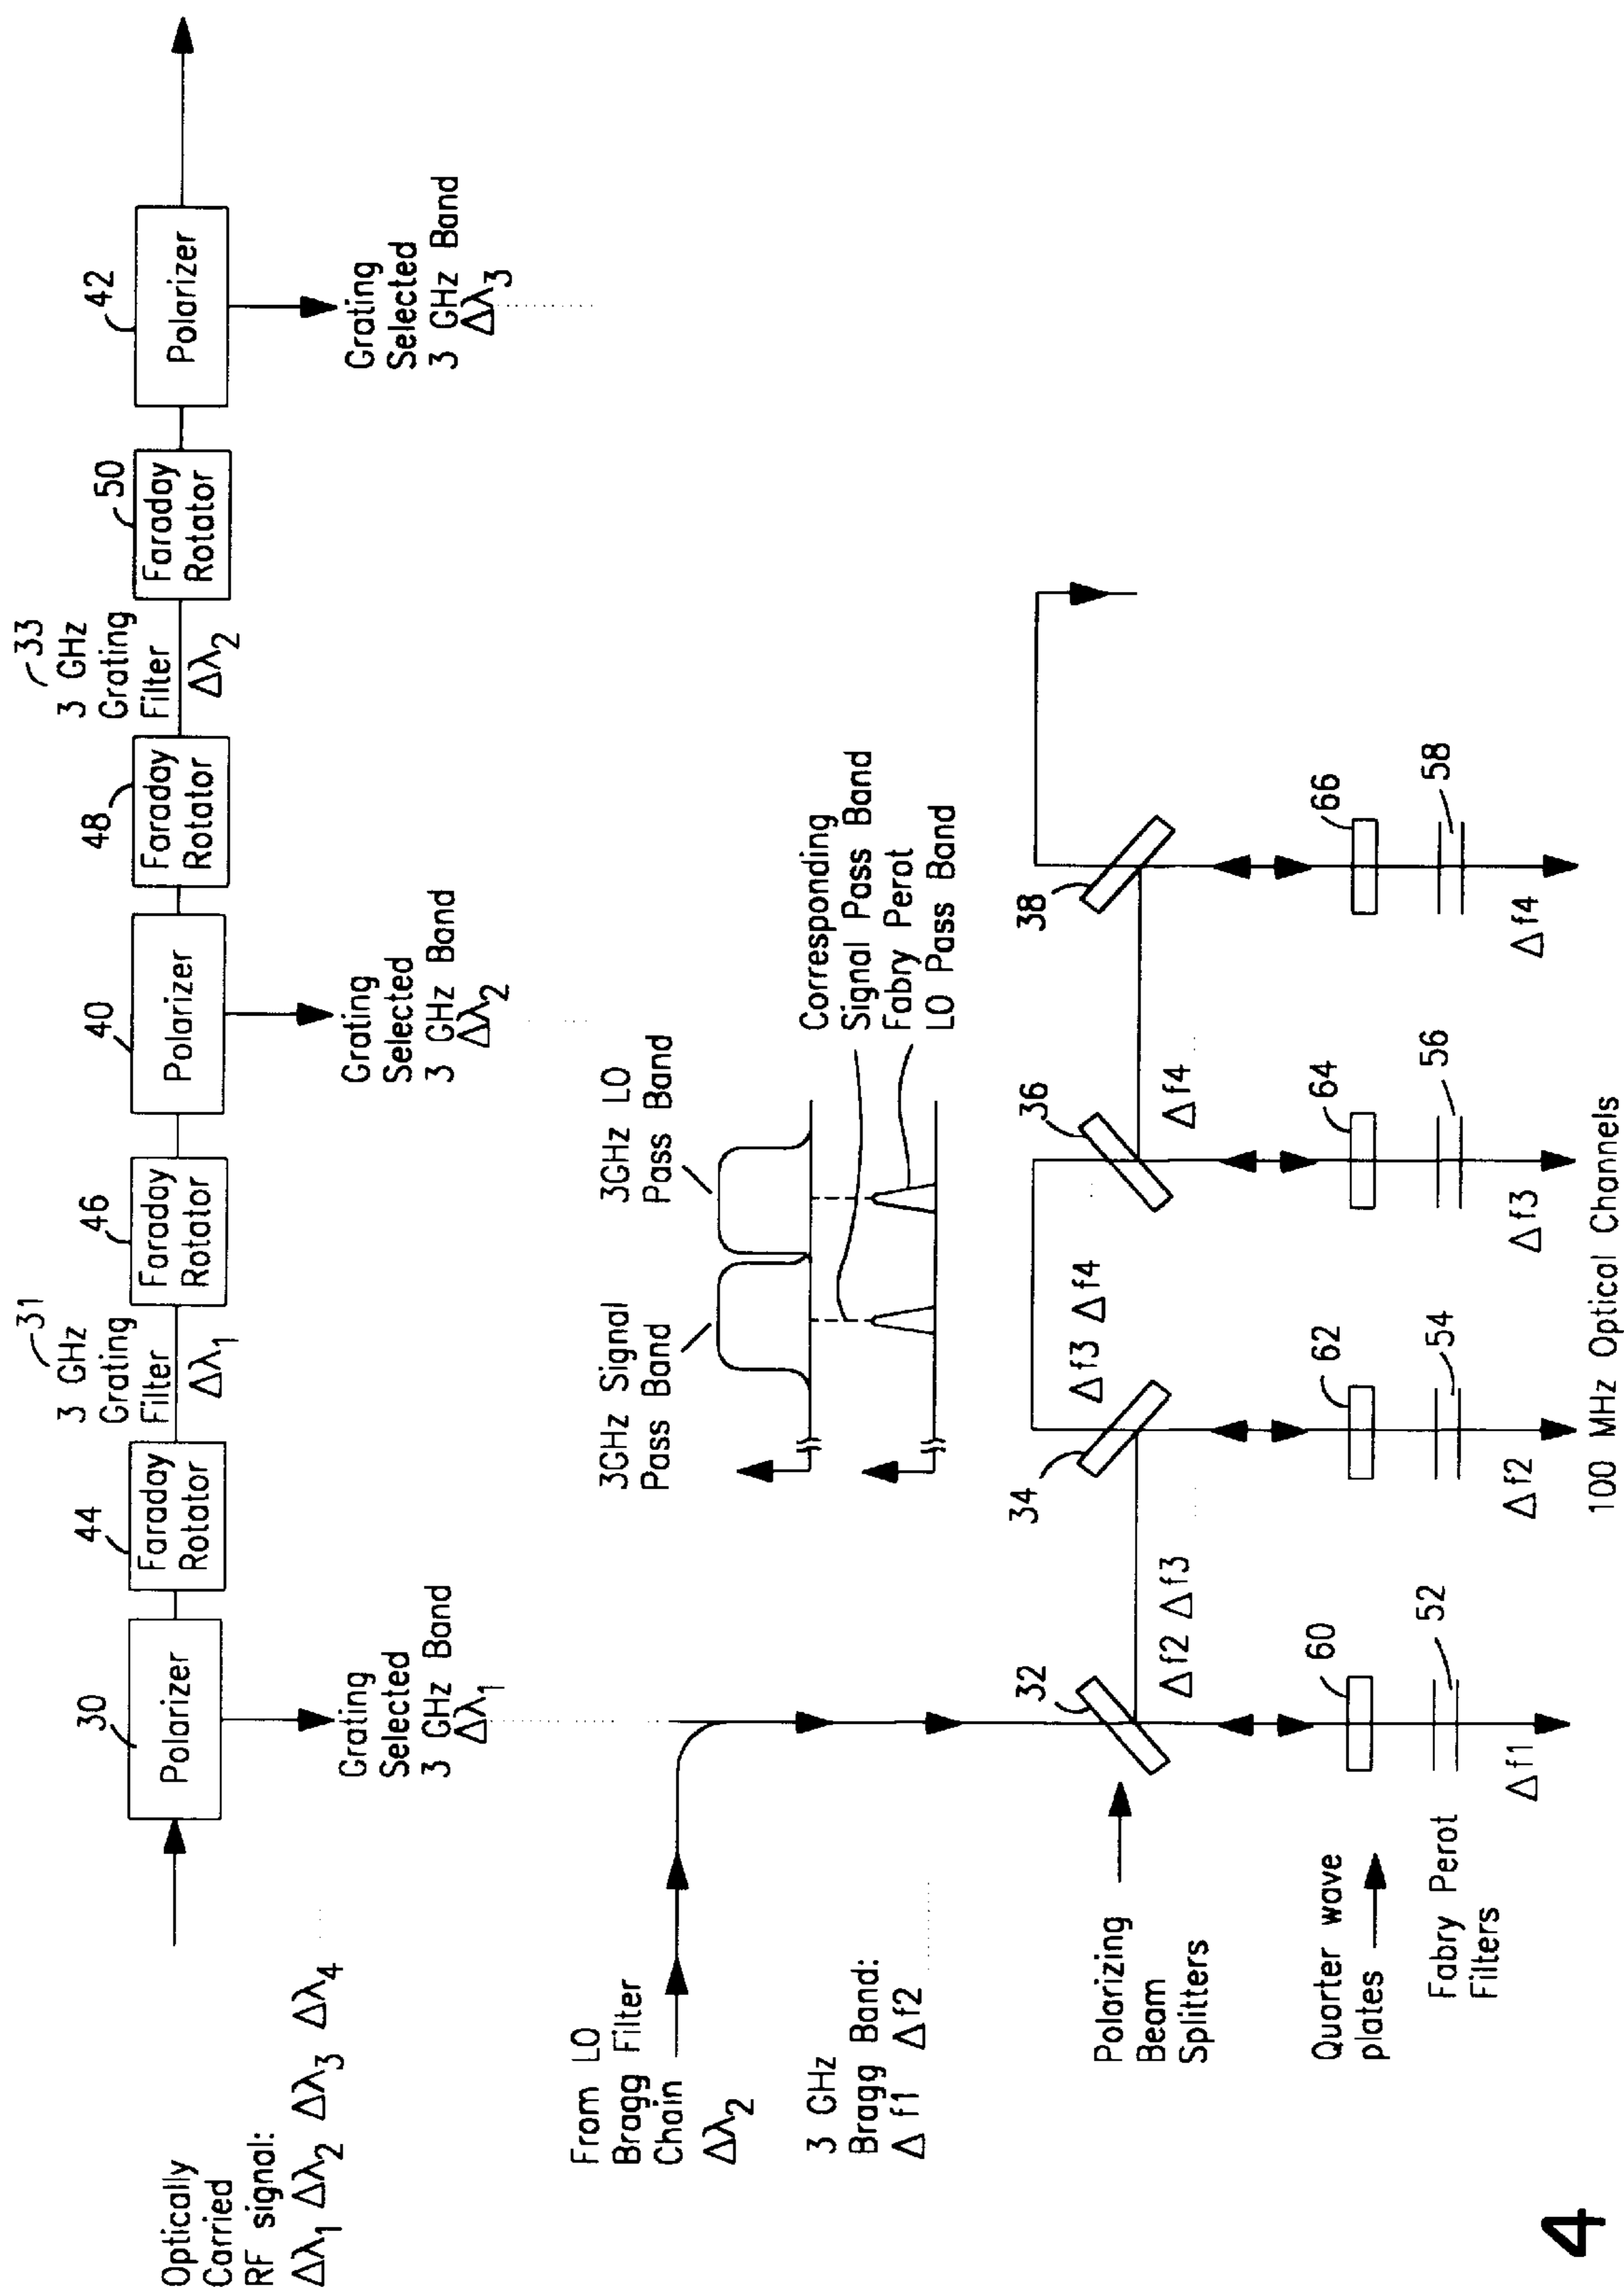 Optically
Carried
RF signal:
Δλ1 Δλ2 Δλ3 Δλ4
30
Polarizer
Grating
Selected
3 GHz Band
Δλ1
44
Faraday
Rotator
31
3 GHz
Grating
Filter
Δλ1
46
Faraday
Rotator
40
Polarizer
Grating
Selected
3 GHz Band
Δλ2
48
Faraday
Rotator
33
3 GHz
Grating
Filter
Δλ2
50
Faraday
Rotator
42
Polarizer
Grating
Selected
3 GHz Band
Δλ3
From LO
Bragg Filter
Chain
Δλ2
3 GHz
Bragg Band:
Δf1 Δf2
3GHz Signal
Pass Band
3GHz LO
Pass Band
Corresponding
Signal Pass Band
Fabry Perot
LO Pass Band
Polarizing
Beam
Splitters
32
Δf2 Δf3
34
Δf3 Δf4
36
Δf4
38
Quarter wave
plates
60
62
64
66
Fabry Perot
Filters
52
54
56
58
Δf1
Δf2
Δf3
Δf4
100 MHz Optical Channels
4